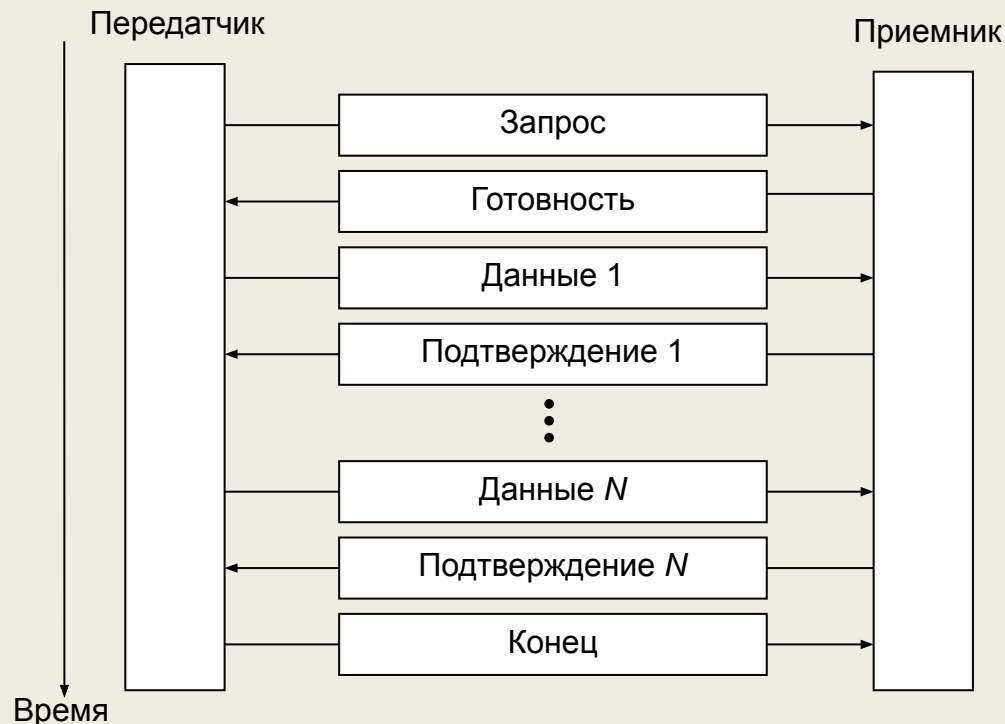 Передатчик
Приемник
Запрос
Готовность
Данные 1
Подтверждение 1
Данные N
Подтверждение N
Конец
Время